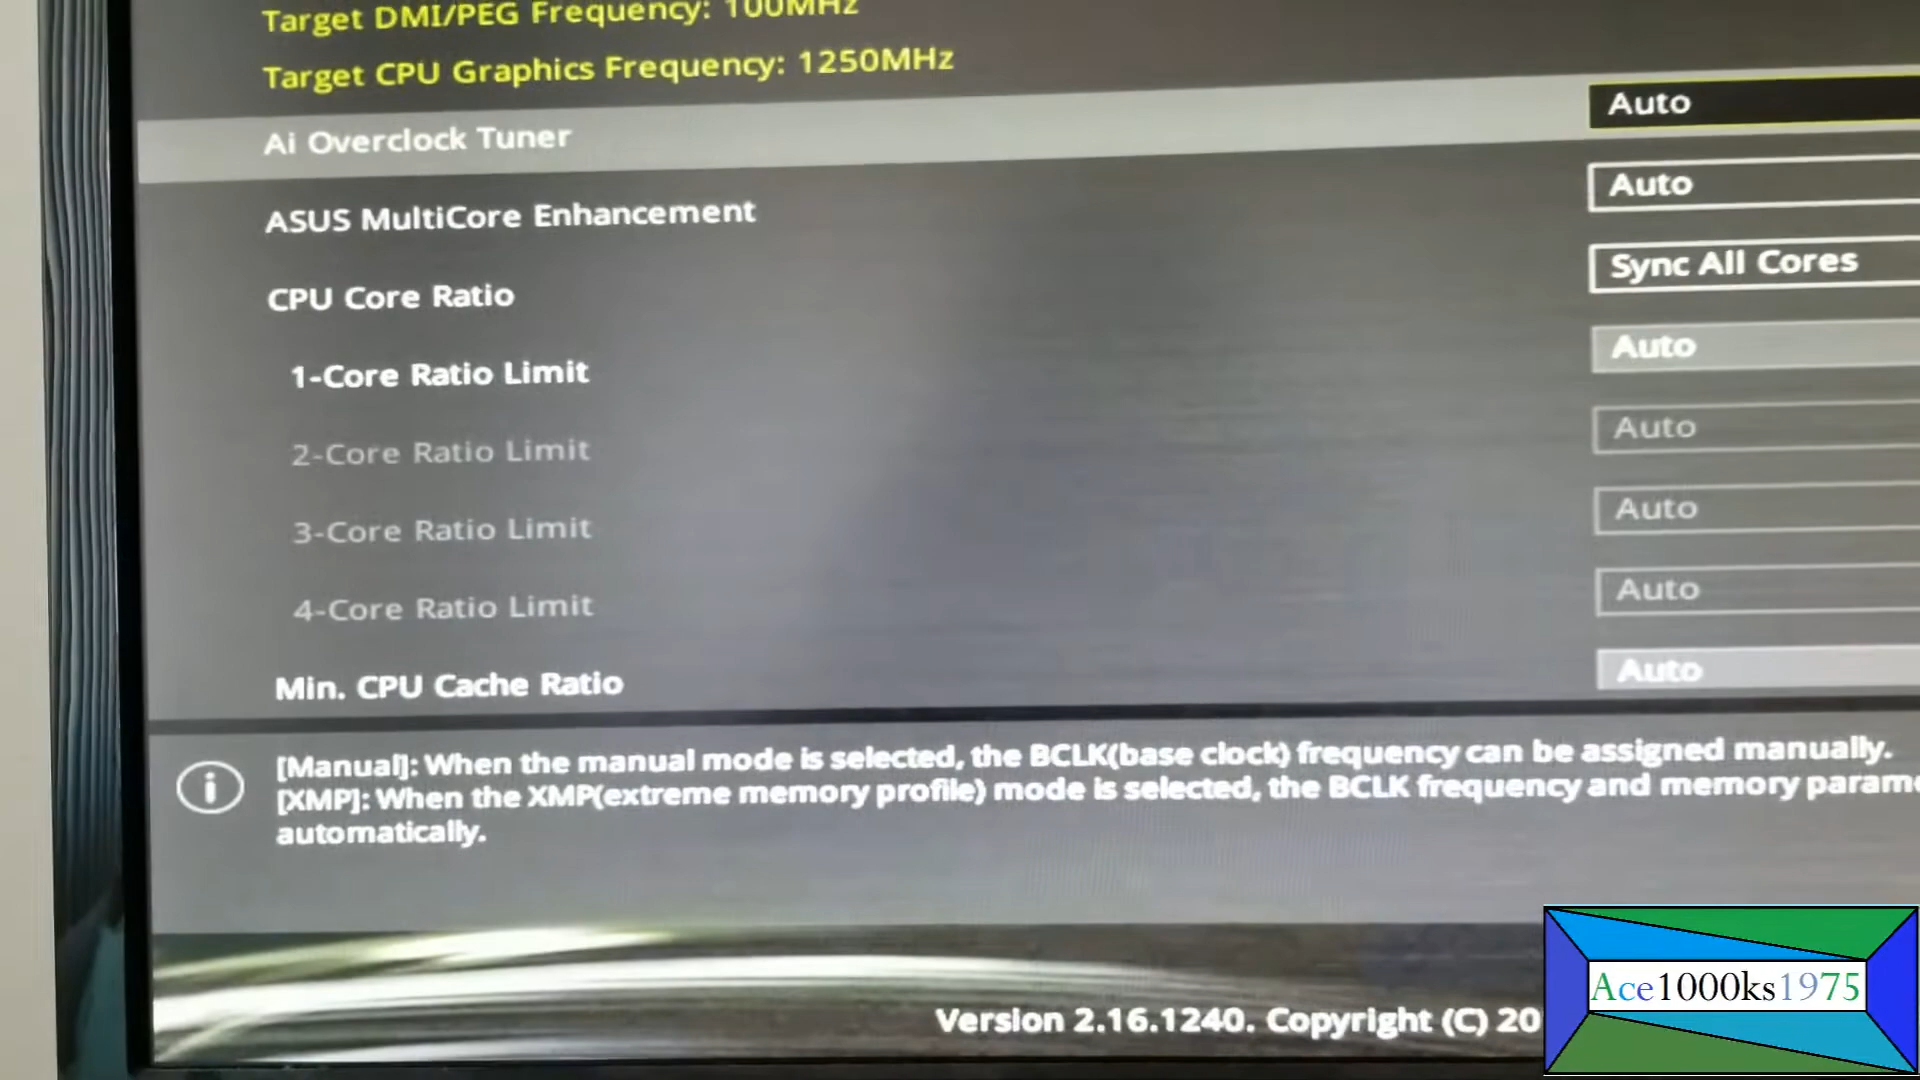 Target DMI/PEG Frequency: 100MHz
Target CPU Graphics Frequency: 1250MHz
Ai Overclock Tuner Auto
ASUS MultiCore Enhancement Auto
CPU Core Ratio Sync All Cores
1-Core Ratio Limit Auto
2-Core Ratio Limit Auto
3-Core Ratio Limit Auto
4-Core Ratio Limit Auto
Min. CPU Cache Ratio Auto
[Manual]: When the manual mode is selected, the BCLK(base clock) frequency can be assigned manually.
[XMP]: When the XMP(extreme memory profile) mode is selected, the BCLK frequency and memory parame
automatically.
Version 2.16.1240. Copyright (C) 20
Ace1000ks1975